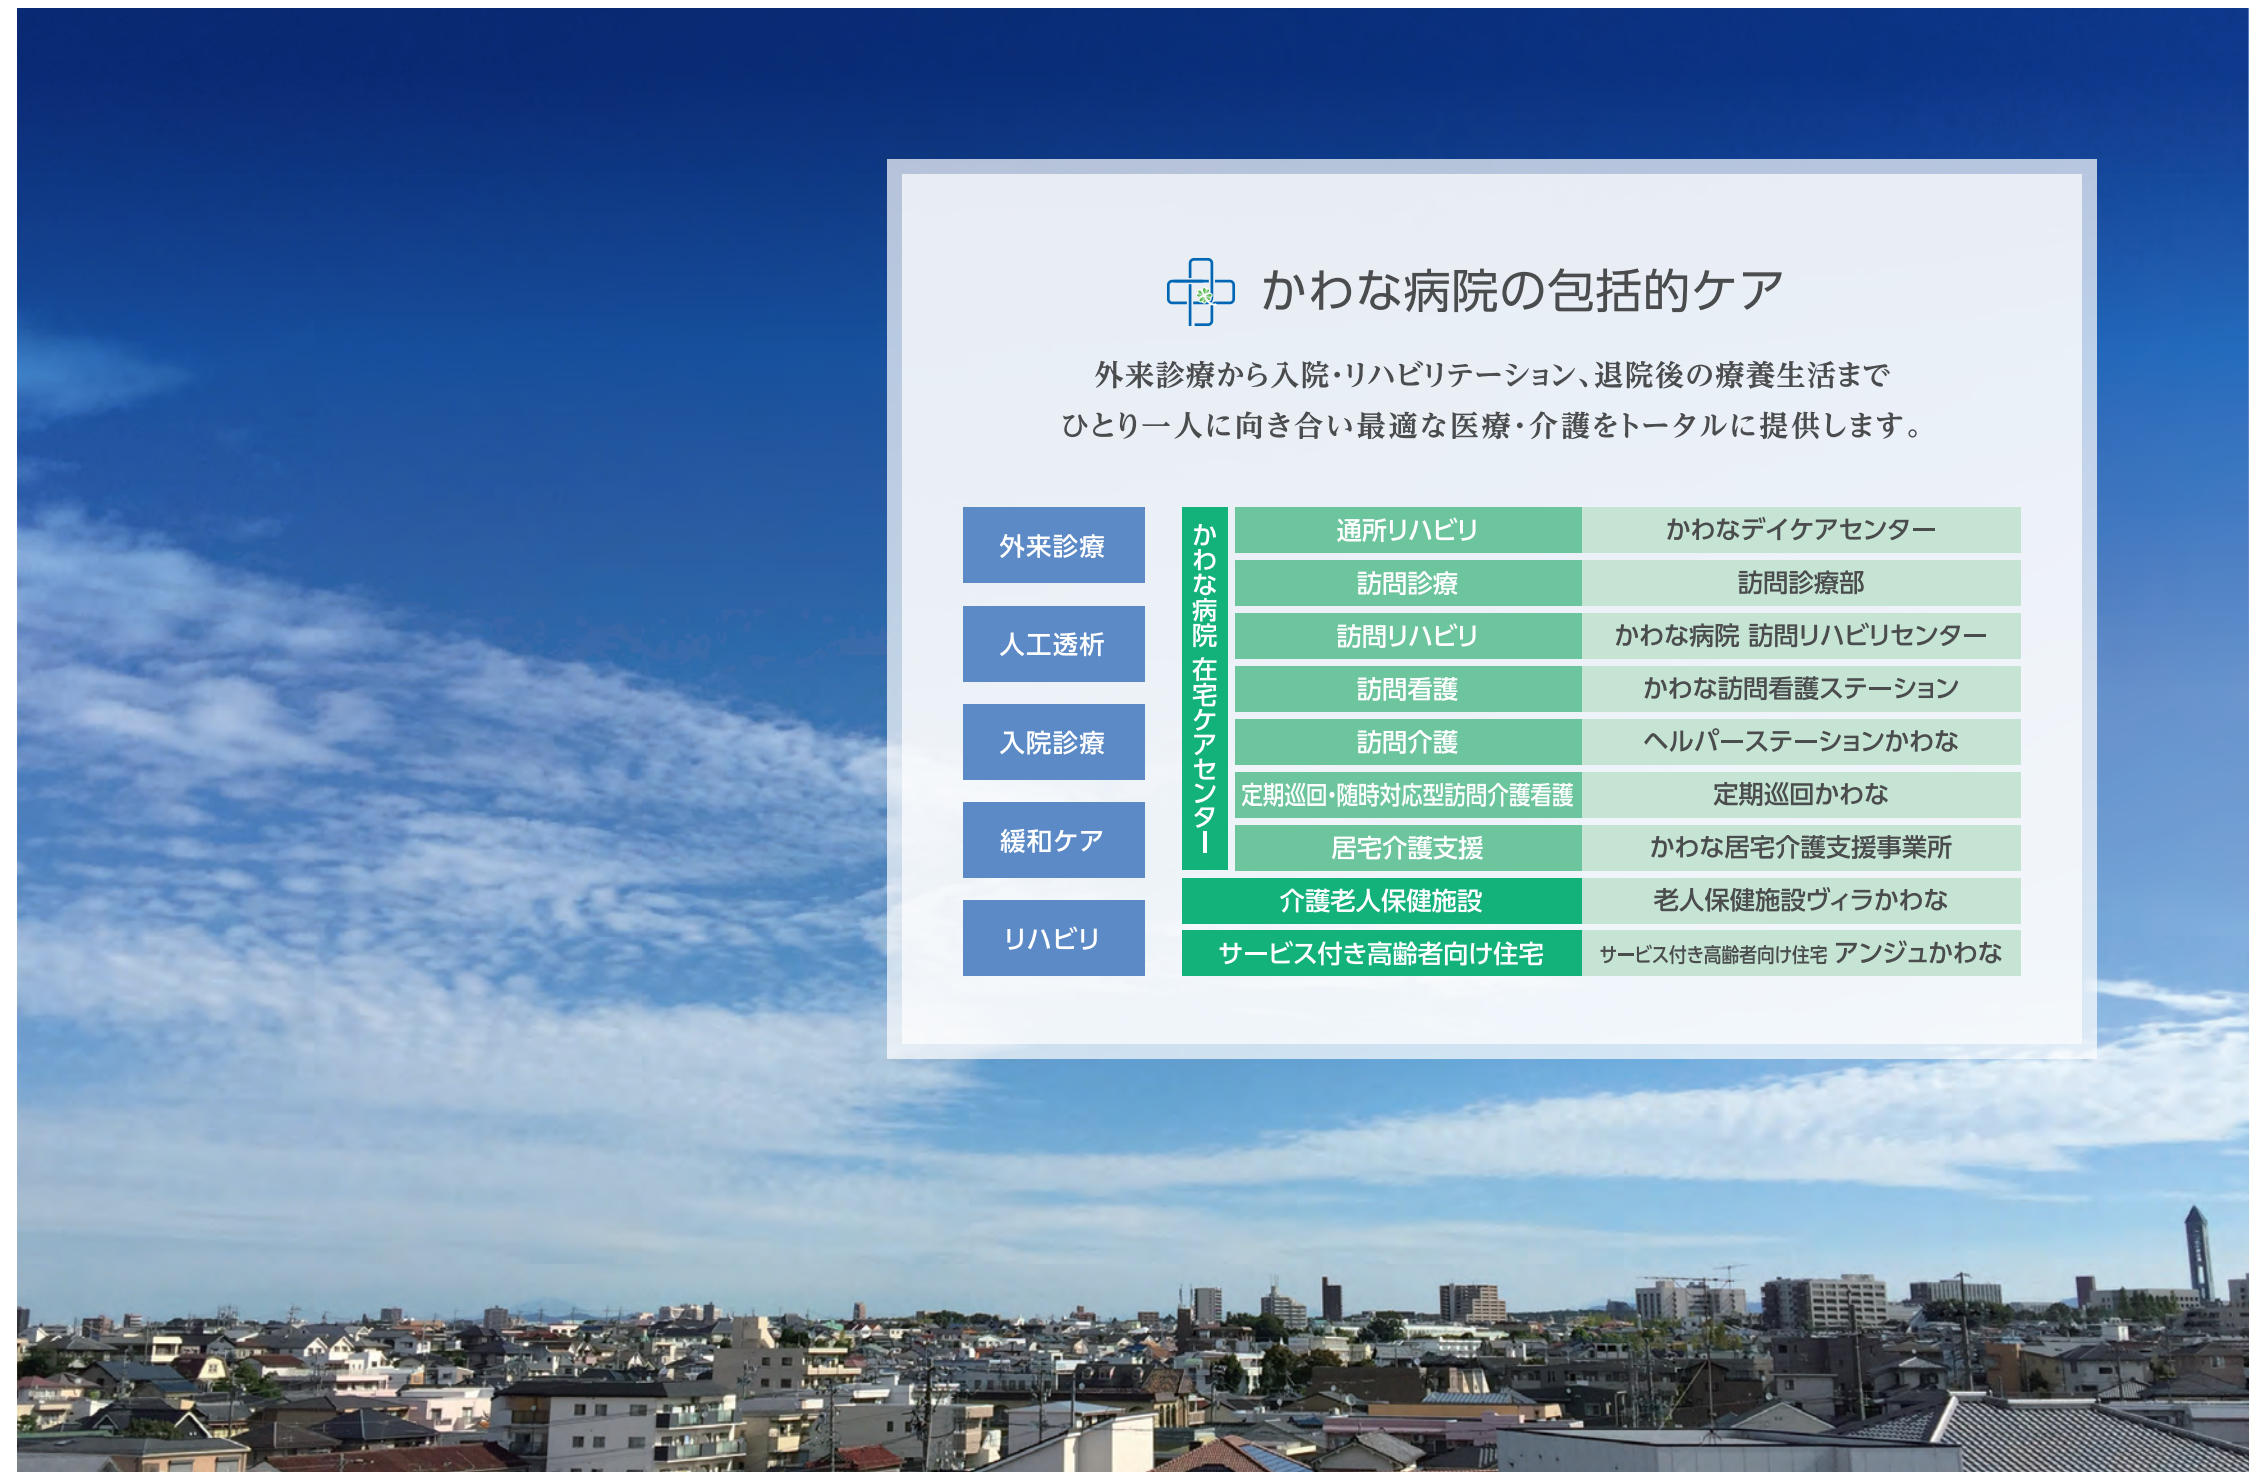 かわな病院の包括的ケア
外来診療から入院・リハビリテーション、退院後の療養生活まで
ひとり一人に向き合い最適な医療・介護をトータルに提供します。
外来診療
人工透析
入院診療
緩和ケア
リハビリ
かわな病院 在宅ケアセンター
通所リハビリ かわなデイケアセンター
訪問診療 訪問診療部
訪問リハビリ かわな病院 訪問リハビリセンター
訪問看護 かわな訪問看護ステーション
訪問介護 ヘルパーステーションかわな
定期巡回・随時対応型訪問介護看護 定期巡回かわな
居宅介護支援 かわな居宅介護支援事業所
介護老人保健施設 老人保健施設ヴィラかわな
サービス付き高齢者向け住宅 サービス付き高齢者向け住宅 アンジュかわな